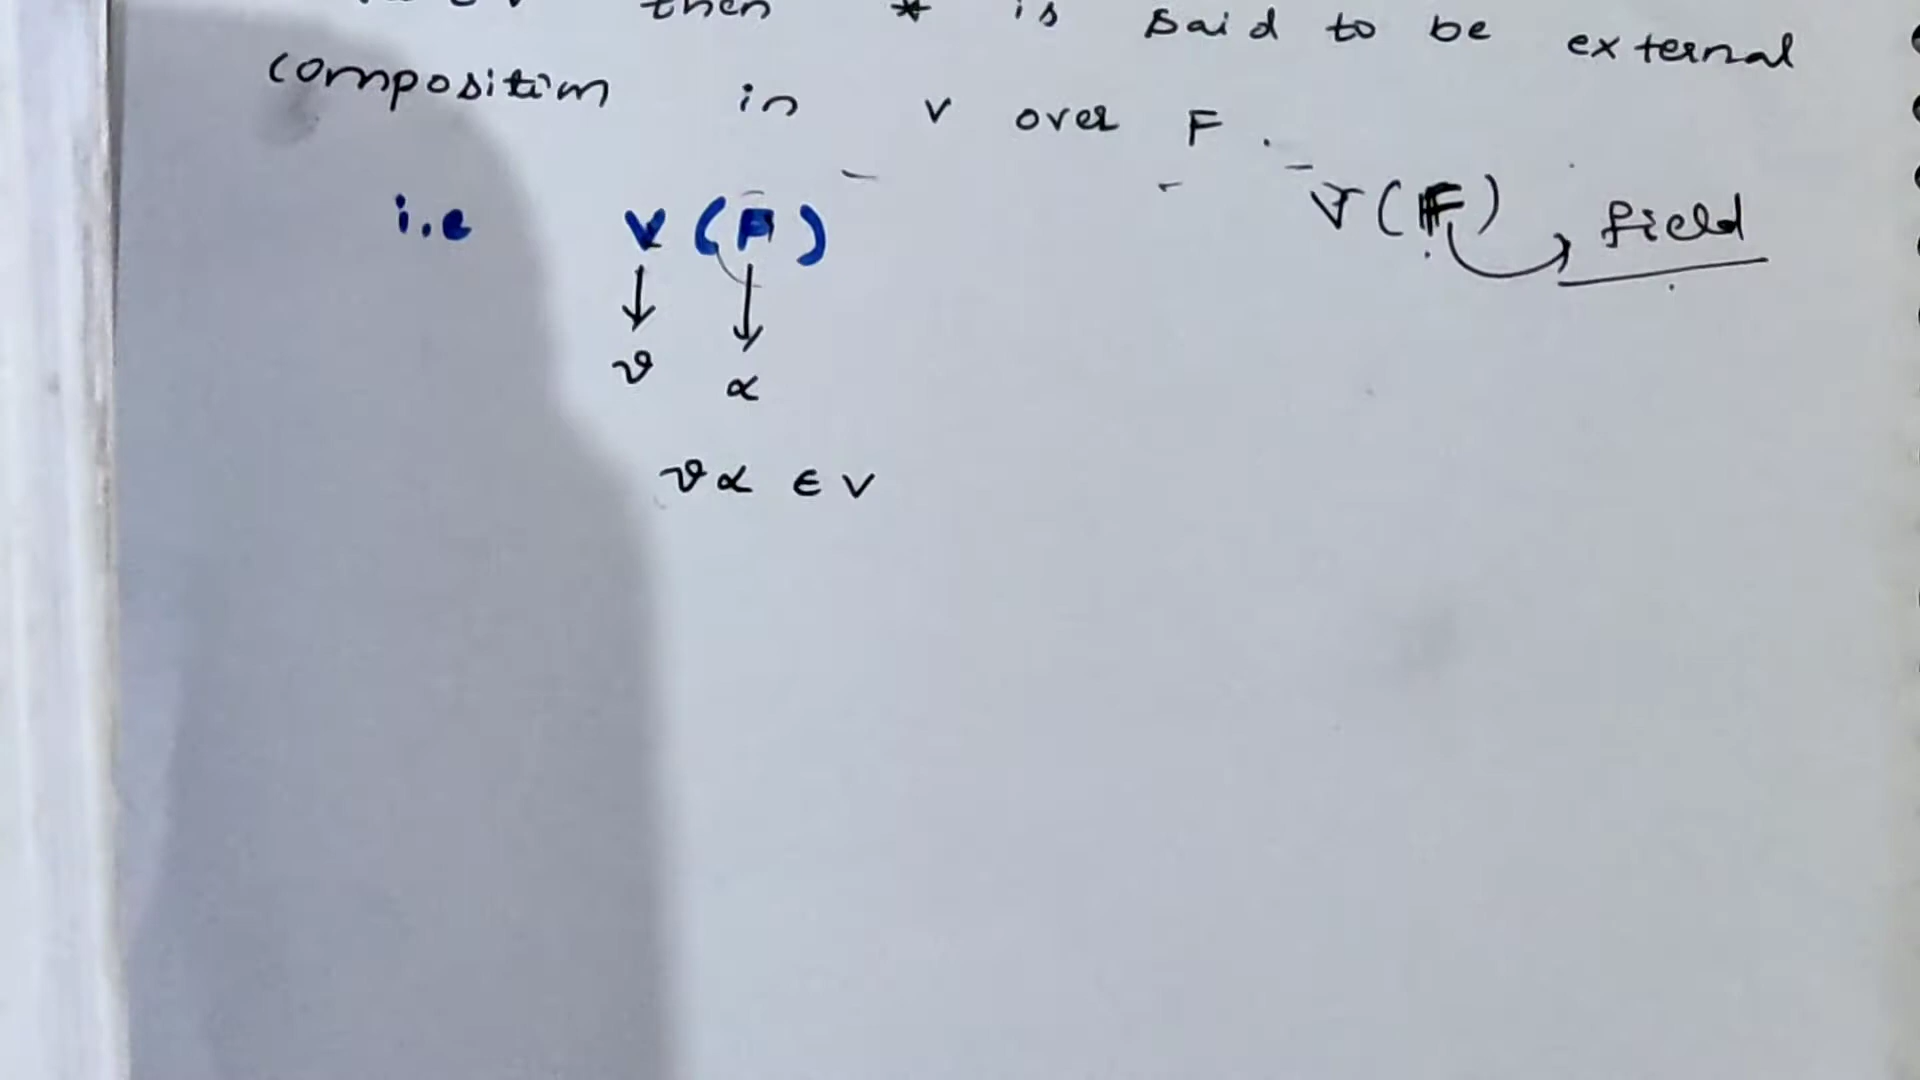 then * is said to be external
composition in V over F.
i.e V(F) V(F) → field
↓ ↓
v α
vα ∈ V